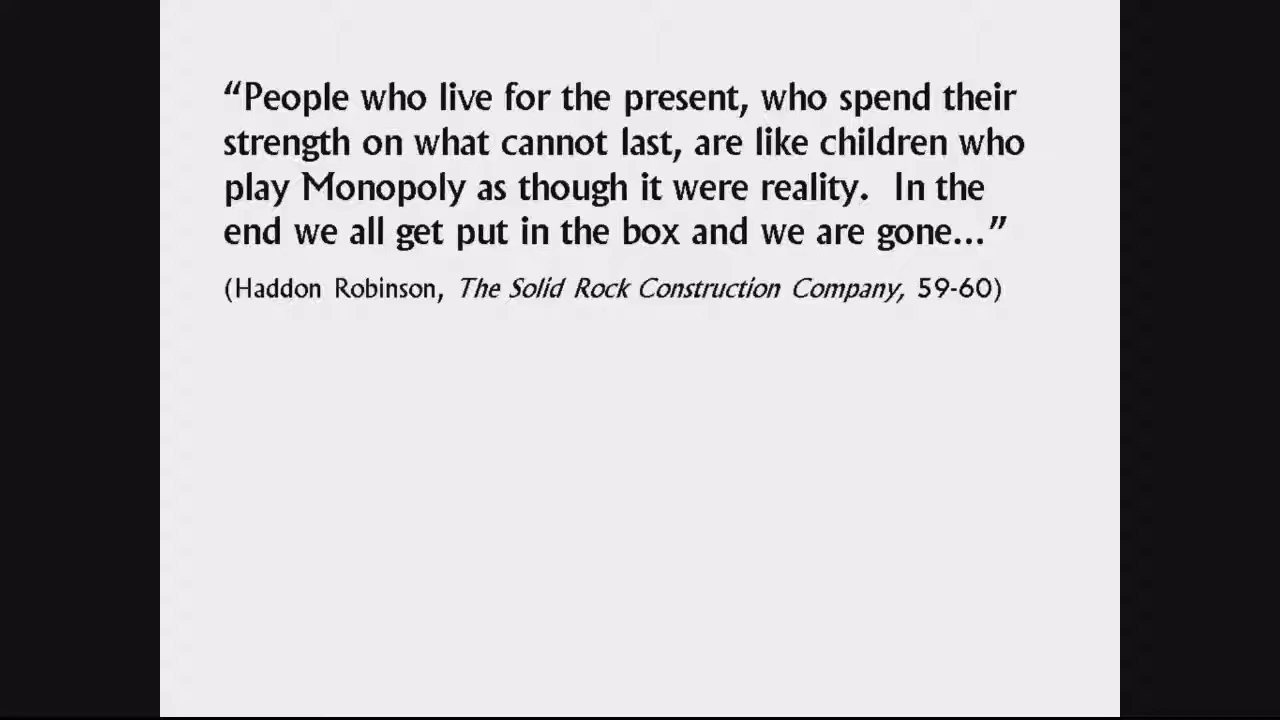 “People who live for the present, who spend their
strength on what cannot last, are like children who
play Monopoly as though it were reality.  In the
end we all get put in the box and we are gone…”
(Haddon Robinson, The Solid Rock Construction Company, 59-60)